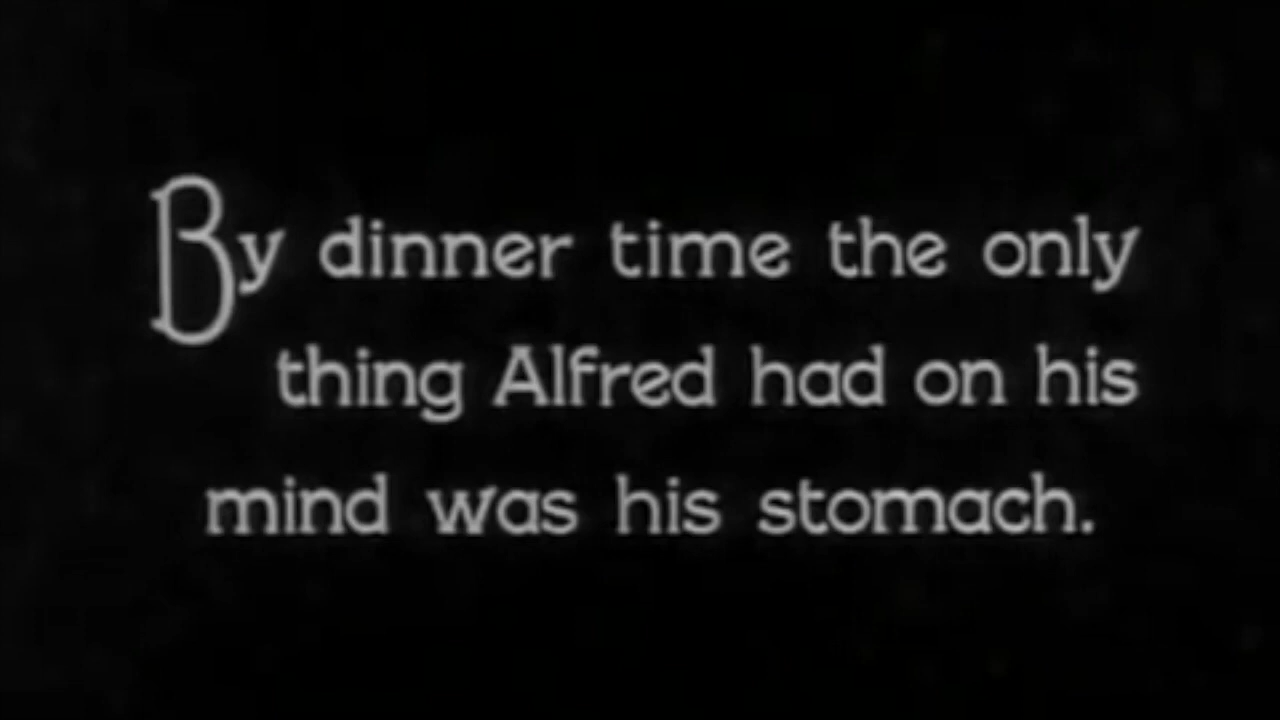 By dinner time the only
thing Alfred had on his
mind was his stomach.